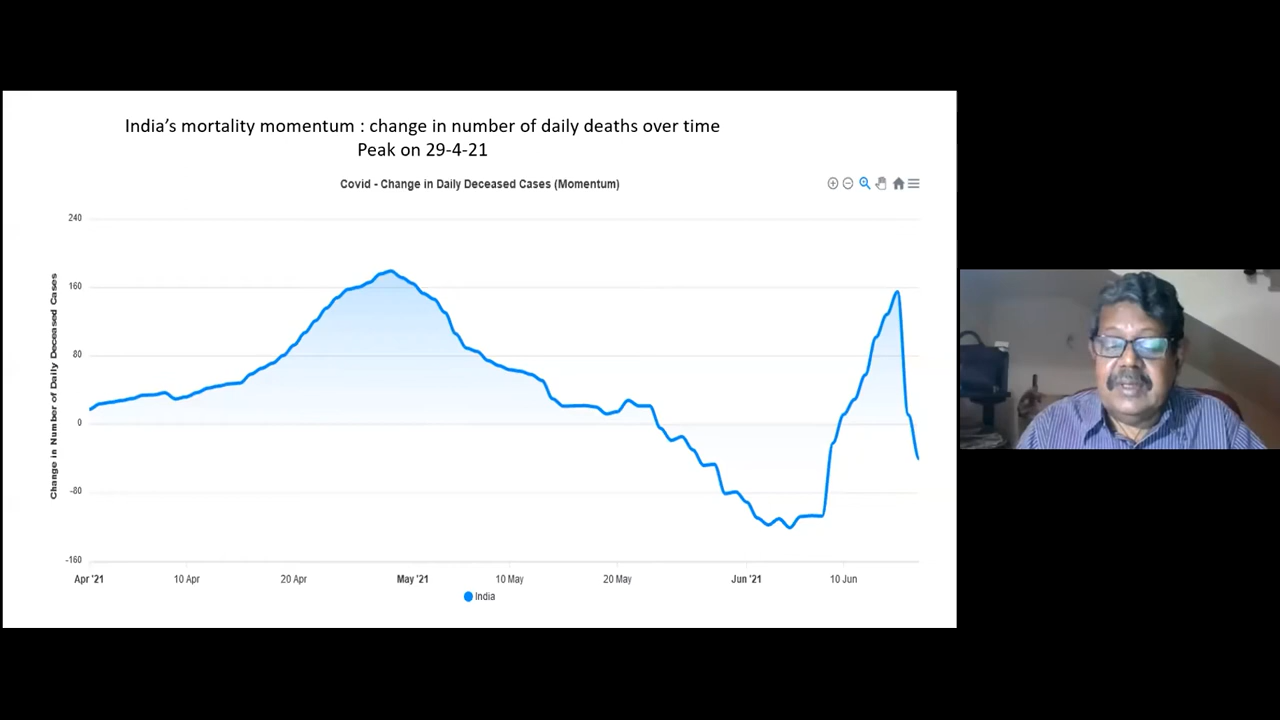 India’s mortality momentum : change in number of daily deaths over time
Peak on 29-4-21
Covid - Change in Daily Deceased Cases (Momentum)
Change in Number of Daily Deceased Cases
240
160
80
0
-80
-160
Apr '21
10 Apr
20 Apr
May '21
10 May
20 May
Jun '21
10 Jun
India